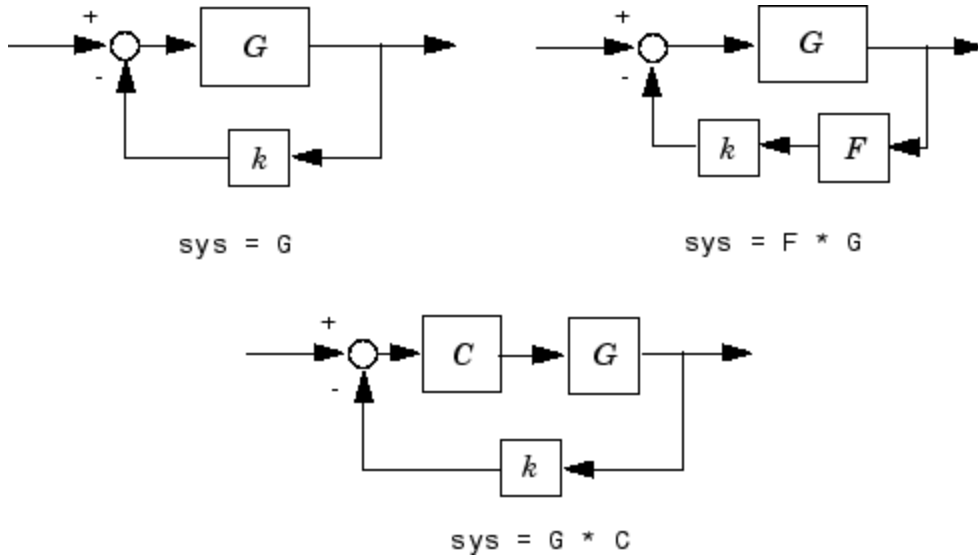 +
G
-
k
sys = G
+
G
-
k
F
sys = F * G
+
C
G
-
k
sys = G * C